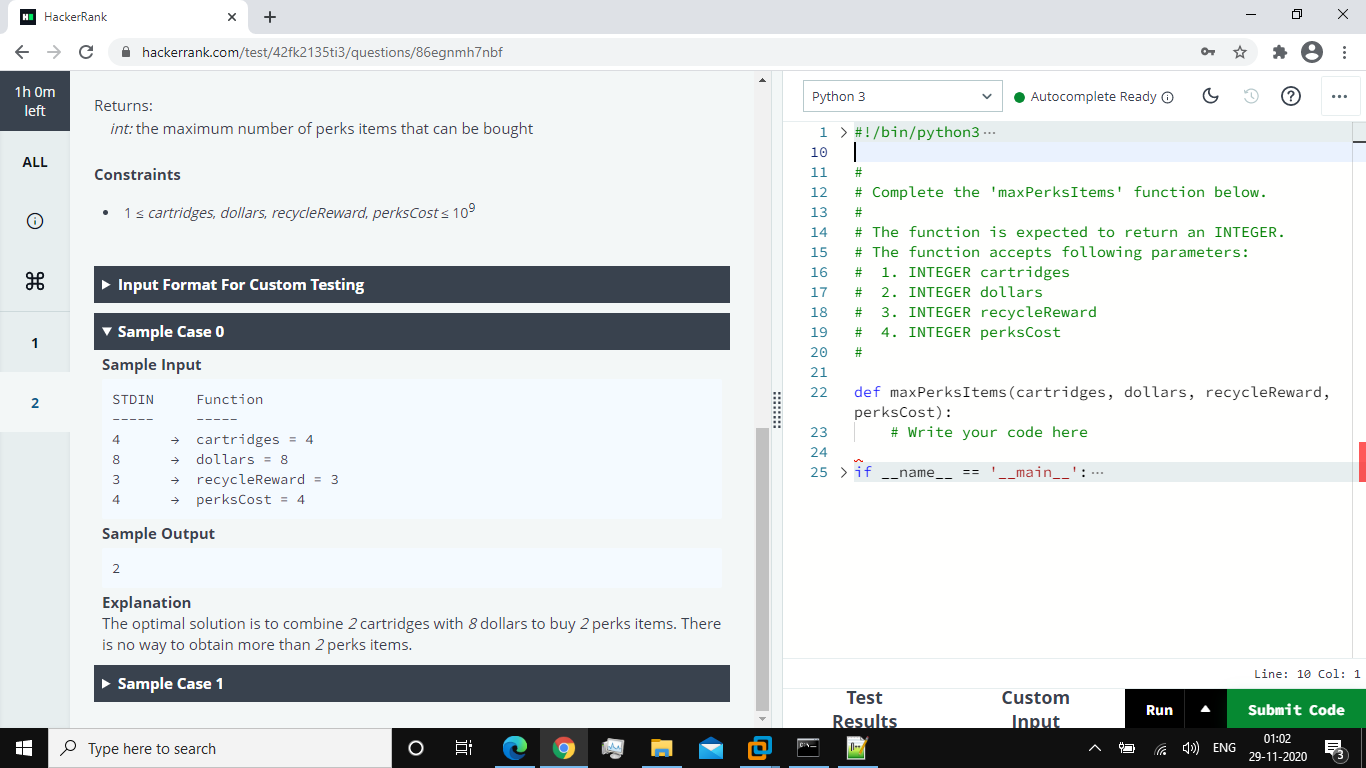 HackerRank
hackerrank.com/test/42fk2135ti3/questions/86egnmh7nbf
1h 0m
left
ALL
1
2
Returns:
int: the maximum number of perks items that can be bought
Constraints
• 1 ≤ cartridges, dollars, recycleReward, perksCost ≤ 10⁹
Input Format For Custom Testing
Sample Case 0
Sample Input
STDIN Function
----- -----
4 → cartridges = 4
8 → dollars = 8
3 → recycleReward = 3
4 → perksCost = 4
Sample Output
2
Explanation
The optimal solution is to combine 2 cartridges with 8 dollars to buy 2 perks items. There
is no way to obtain more than 2 perks items.
Sample Case 1
Python 3
Autocomplete Ready
1 #!/bin/python3 ···
10
11 #
12 # Complete the 'maxPerksItems' function below.
13 #
14 # The function is expected to return an INTEGER.
15 # The function accepts following parameters:
16 #  1. INTEGER cartridges
17 #  2. INTEGER dollars
18 #  3. INTEGER recycleReward
19 #  4. INTEGER perksCost
20 #
21
22 def maxPerksItems(cartridges, dollars, recycleReward,
perksCost):
23     # Write your code here
24
25 if __name__ == '__main__': ···
Line: 10 Col: 1
Test
Results
Custom
Input
Run
Submit Code
Type here to search
ENG
01:02
29-11-2020
3